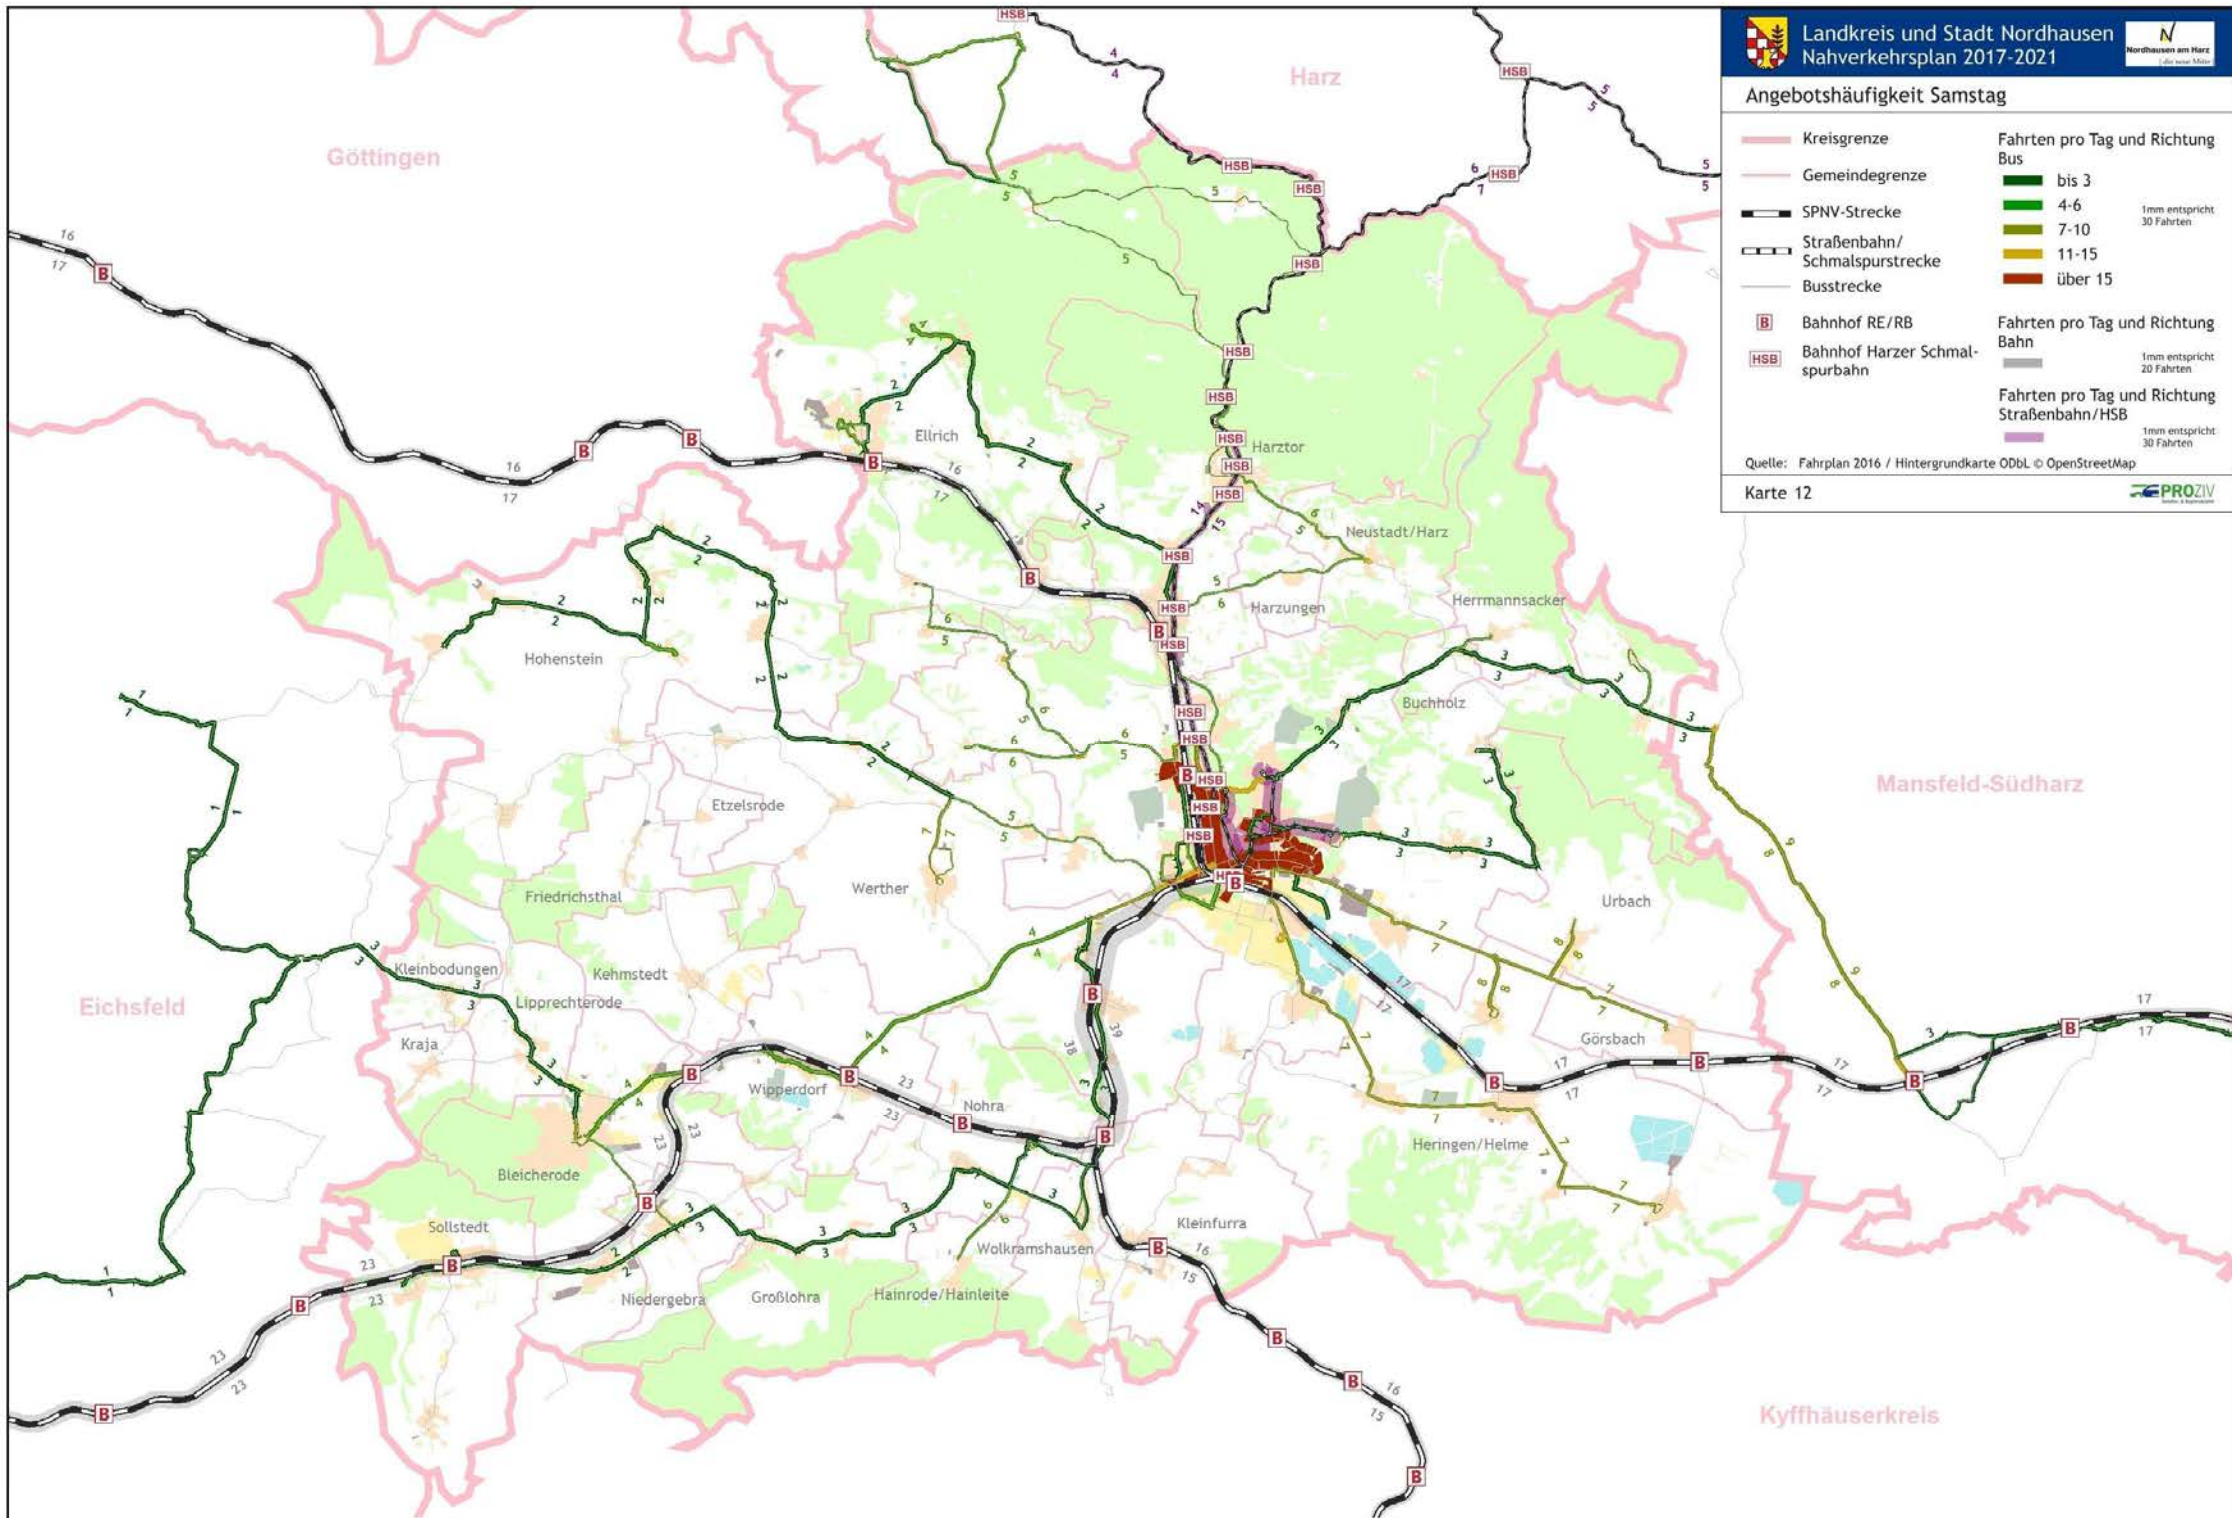 Landkreis und Stadt Nordhausen
Nahverkehrsplan 2017-2021
N
Nordhausen am Harz
Angebotshäufigkeit Samstag
Kreisgrenze
Gemeindegrenze
SPNV-Strecke
Straßenbahn/
Schmalspurstrecke
Busstrecke
B Bahnhof RE/RB
HSB Bahnhof Harzer Schmal-
spurbahn
Fahrten pro Tag und Richtung
Bus
bis 3
4-6
7-10
11-15
über 15
1mm entspricht
30 Fahrten
Fahrten pro Tag und Richtung
Bahn
1mm entspricht
20 Fahrten
Fahrten pro Tag und Richtung
Straßenbahn/HSB
1mm entspricht
30 Fahrten
Quelle: Fahrplan 2016 / Hintergrundkarte ODbL © OpenStreetMap
Karte 12
PROZIV
Harz
Göttingen
Ellrich
Harztor
Neustadt/Harz
Harzungen
Herrmannsacker
Hohenstein
Buchholz
Mansfeld-Südharz
Etzelsrode
Werther
Friedrichsthal
Urbach
Kleinbodungen
Kehmstedt
Lipprechterode
Eichsfeld
Kraja
Görsbach
Wipperdorf
Nohra
Heringen/Helme
Bleicherode
Sollstedt
Kleinfurra
Wolkramshausen
Niedergebra
Großlohra
Hainrode/Hainleite
Kyffhäuserkreis